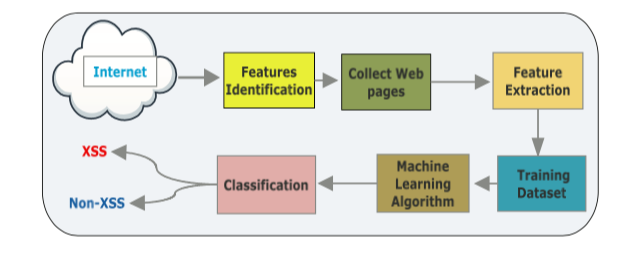 Internet
Features
Identification
Collect Web
pages
Feature
Extraction
XSS
Non-XSS
Classification
Machine
Learning
Algorithm
Training
Dataset